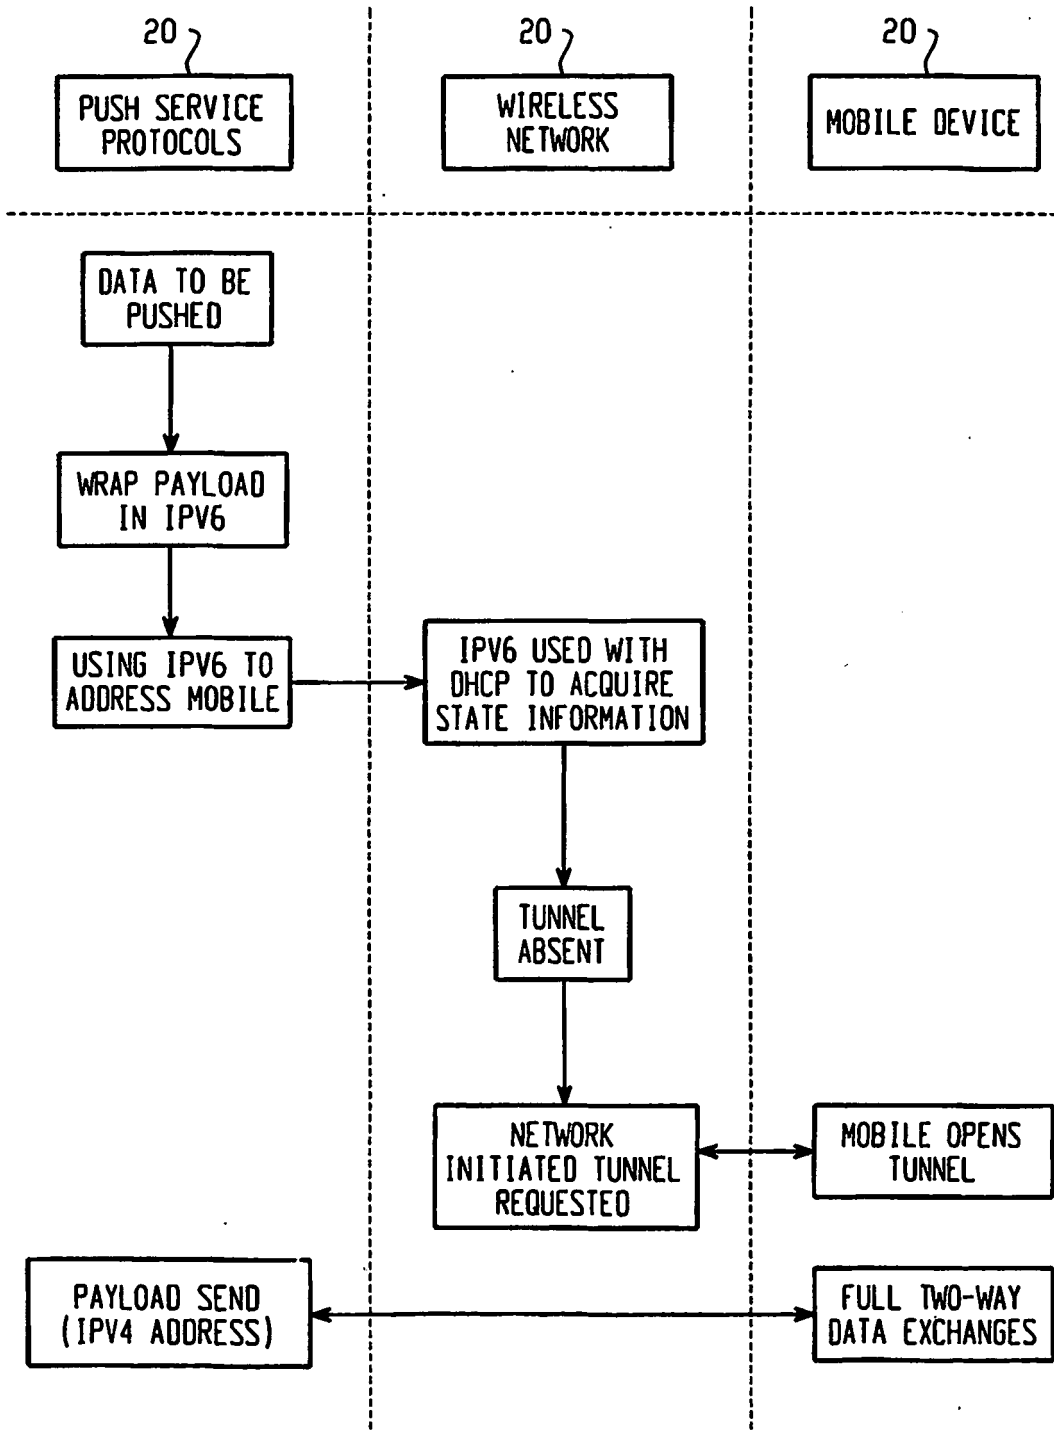 20
20
20
PUSH SERVICE
PROTOCOLS
WIRELESS
NETWORK
MOBILE DEVICE
DATA TO BE
PUSHED
WRAP PAYLOAD
IN IPV6
USING IPV6 TO
ADDRESS MOBILE
IPV6 USED WITH
DHCP TO ACQUIRE
STATE INFORMATION
TUNNEL
ABSENT
NETWORK
INITIATED TUNNEL
REQUESTED
MOBILE OPENS
TUNNEL
PAYLOAD SEND
(IPV4 ADDRESS)
FULL TWO-WAY
DATA EXCHANGES